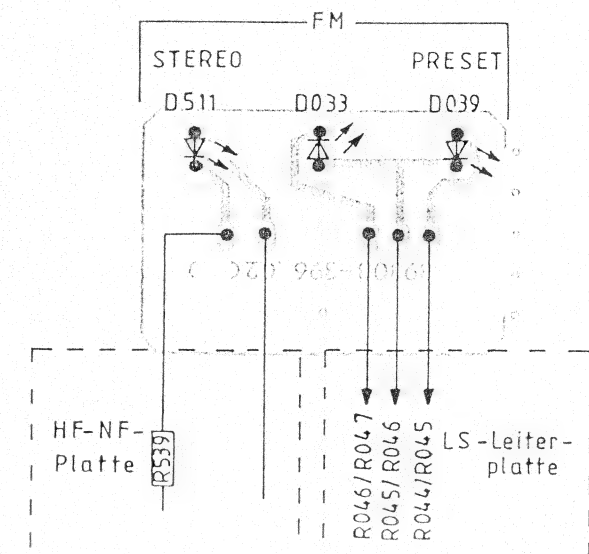 FM
STEREO PRESET
D511 D033 D039
HF-NF-
Platte
R539
R046/R047
R045/R046
R044/R045
LS-Leiter-
platte